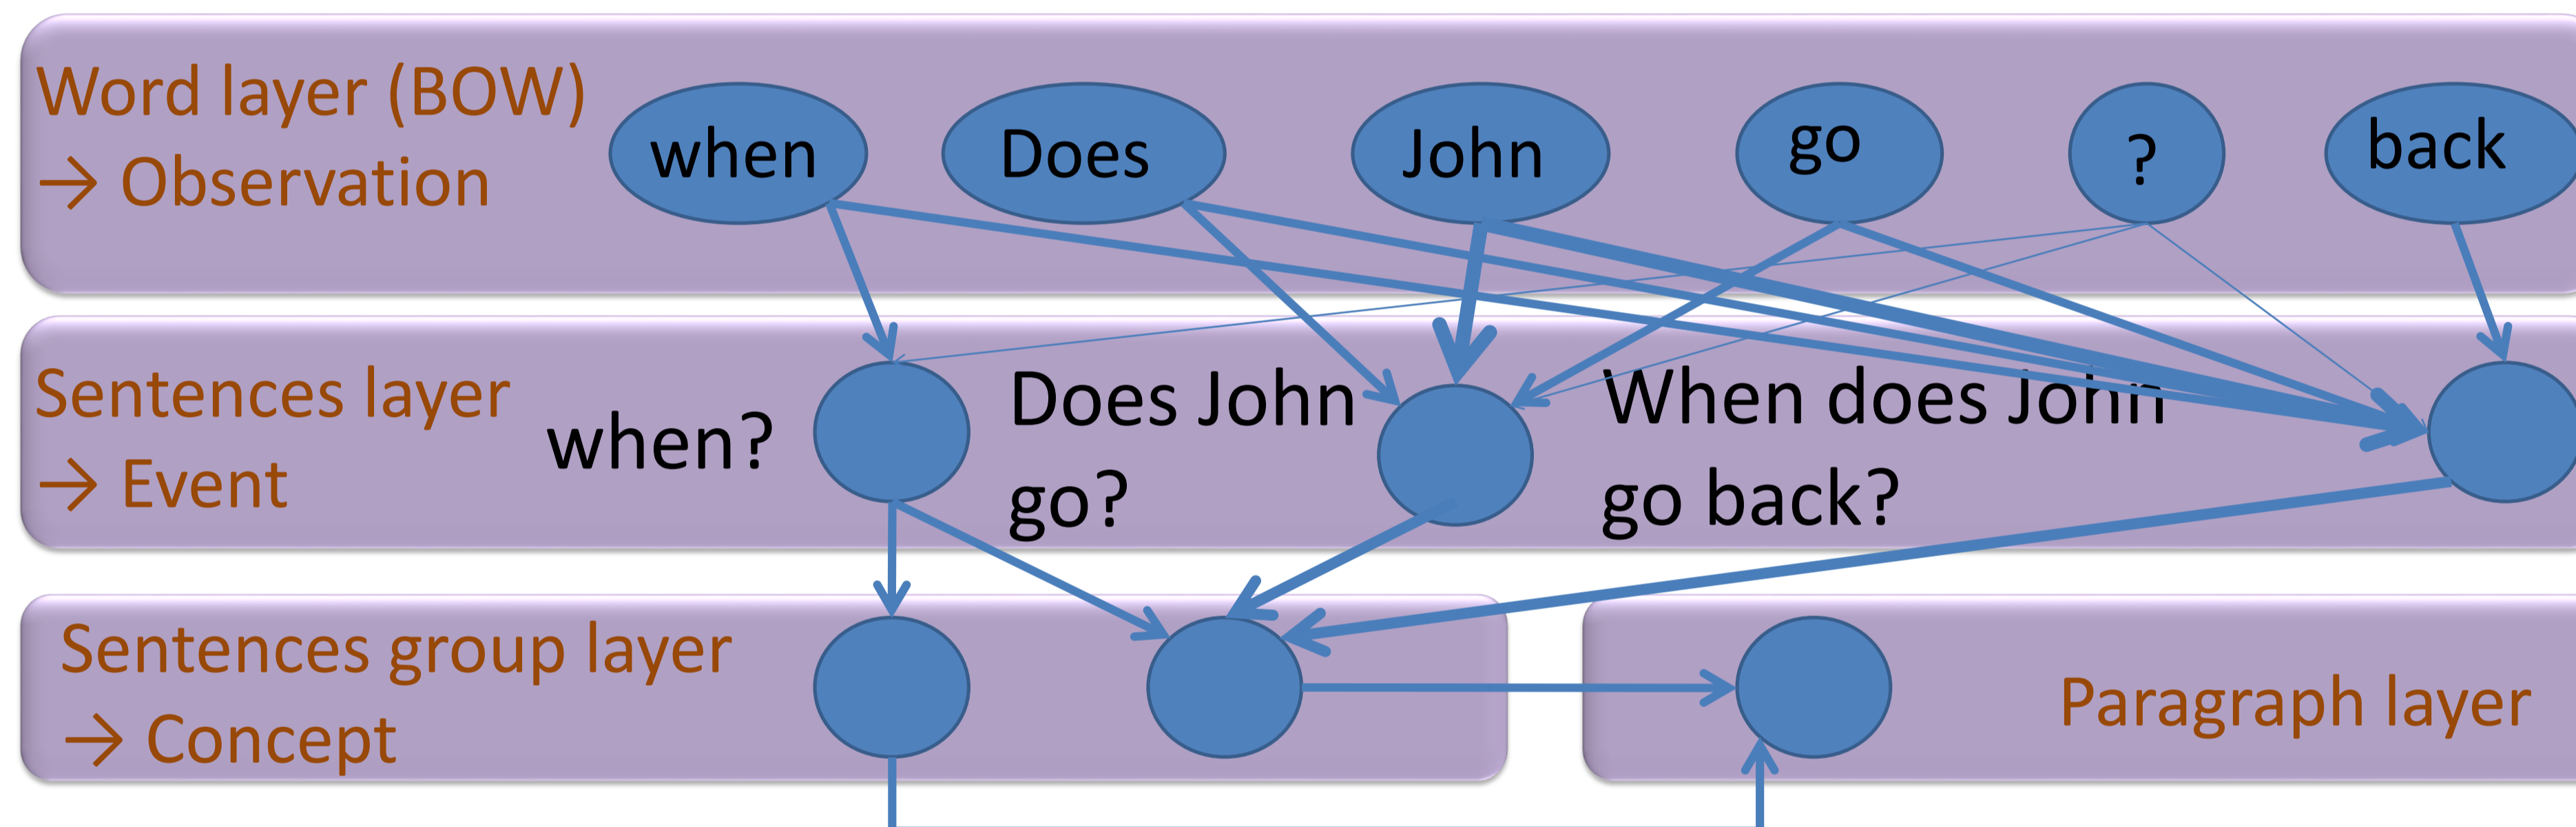 Word layer (BOW)
→ Observation
when
Does
John
go
?
back
Sentences layer
→ Event
when?
Does John
go?
When does John
go back?
Sentences group layer
→ Concept
Paragraph layer